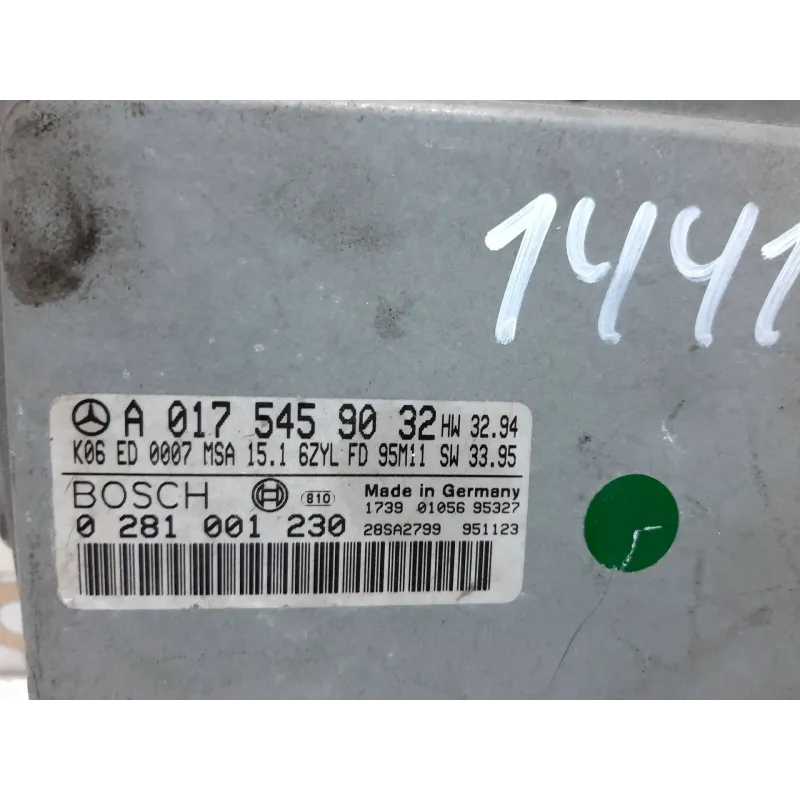 1441
A 017 545 90 32 HW 32.94
K06 ED 0007 MSA 15.1 6ZYL FD 95M11 SW 33.95
BOSCH 810 Made in Germany
1739 01056 95327
0 281 001 230 28SA2799 951123